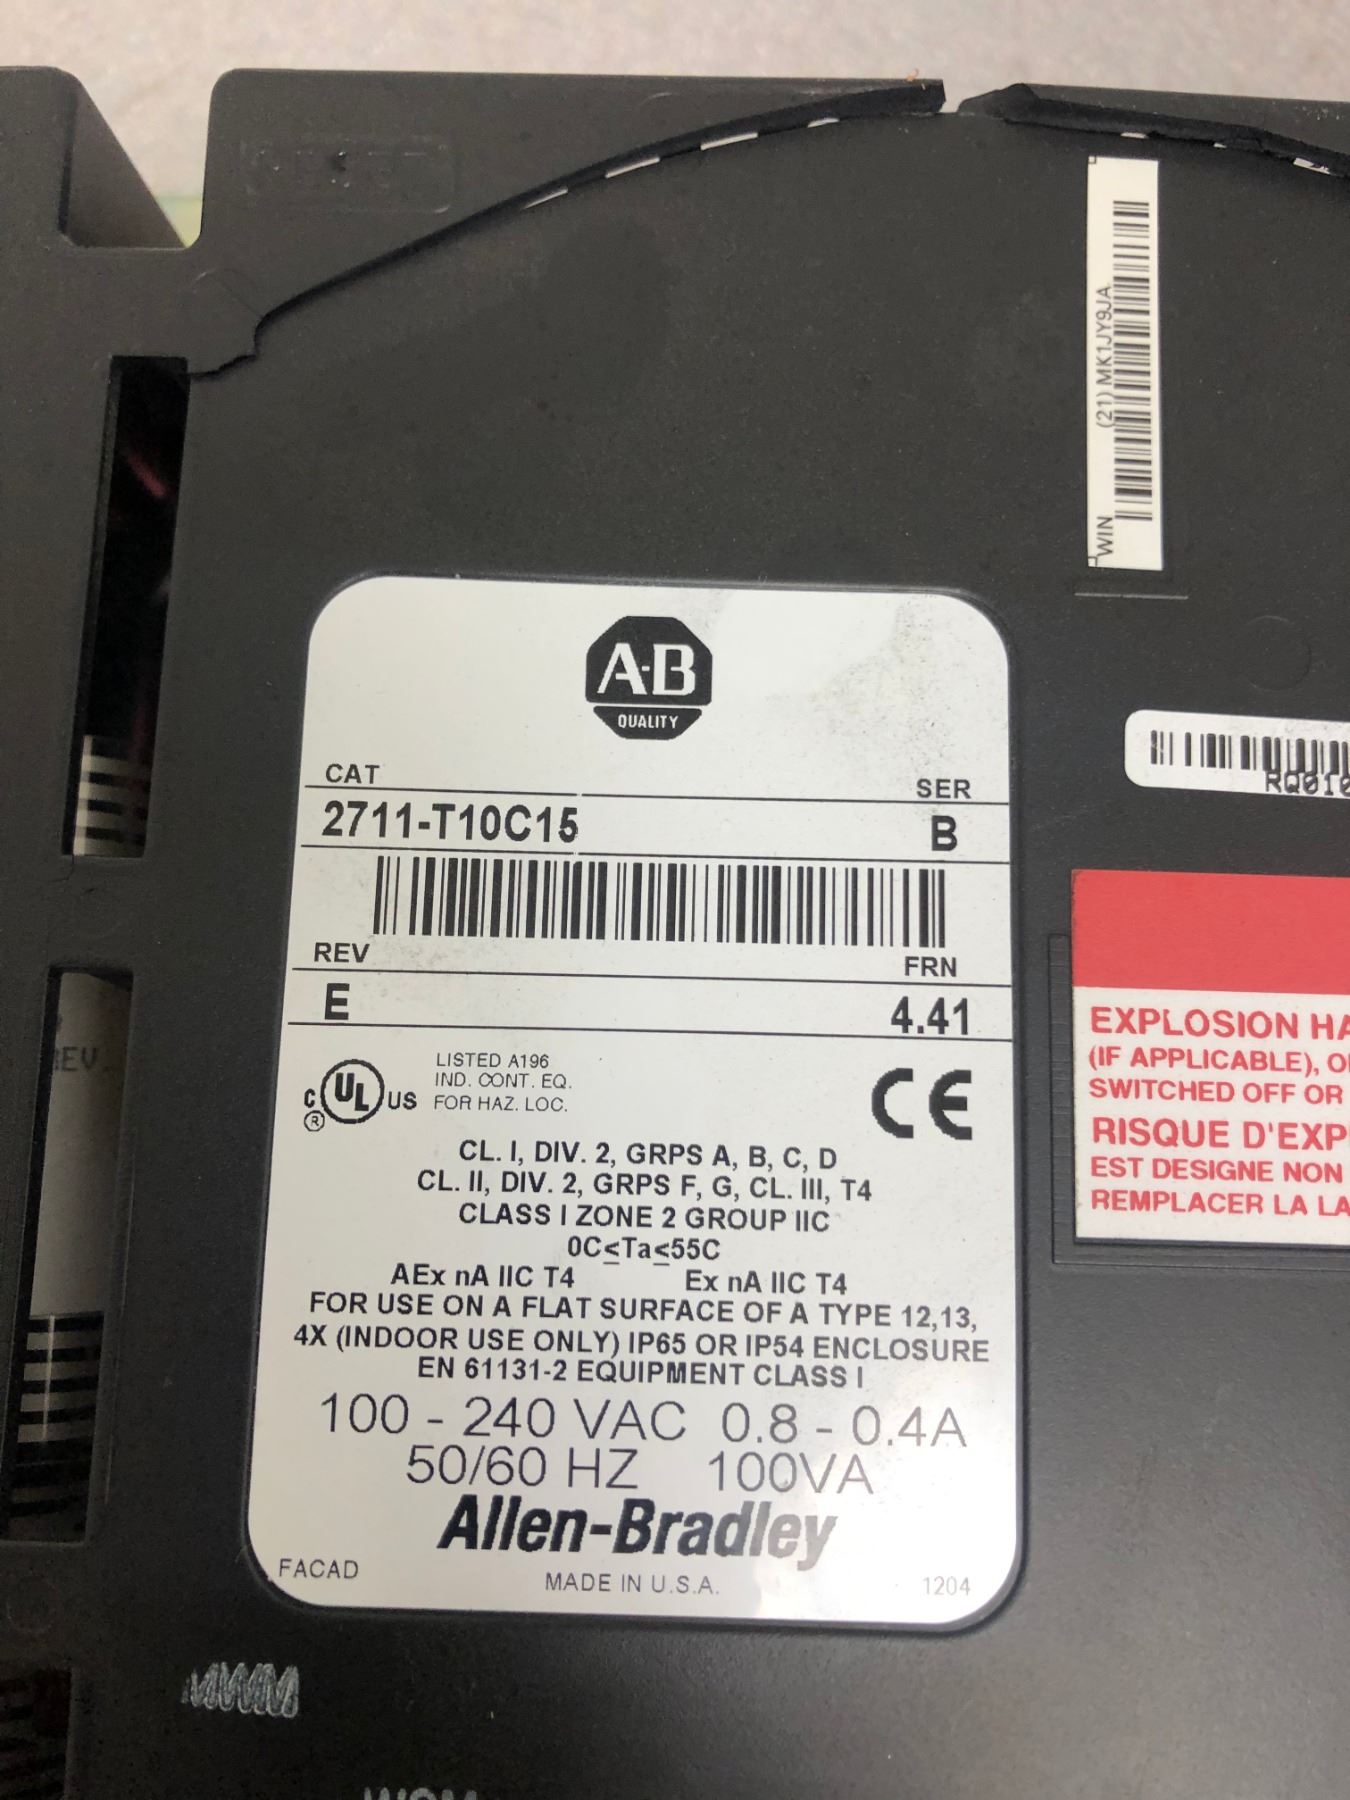 (21) MK1JY9JA
WIN
A-B
QUALITY
CAT
SER
2711-T10C15
B
RQ010
REV
FRN
E
4.41
C UL US
®
LISTED A196
IND. CONT. EQ.
FOR HAZ. LOC.
CE
CL. I, DIV. 2, GRPS A, B, C, D
CL. II, DIV. 2, GRPS F, G, CL. III, T4
CLASS I ZONE 2 GROUP IIC
0C≤Ta≤55C
AEx nA IIC T4 Ex nA IIC T4
FOR USE ON A FLAT SURFACE OF A TYPE 12,13,
4X (INDOOR USE ONLY) IP65 OR IP54 ENCLOSURE
EN 61131-2 EQUIPMENT CLASS I
100 - 240 VAC 0.8 - 0.4A
50/60 HZ 100VA
Allen-Bradley
FACAD
MADE IN U.S.A.
1204
EXPLOSION HA
(IF APPLICABLE), O
SWITCHED OFF OR
RISQUE D'EXP
EST DESIGNE NON
REMPLACER LA LA
REV.